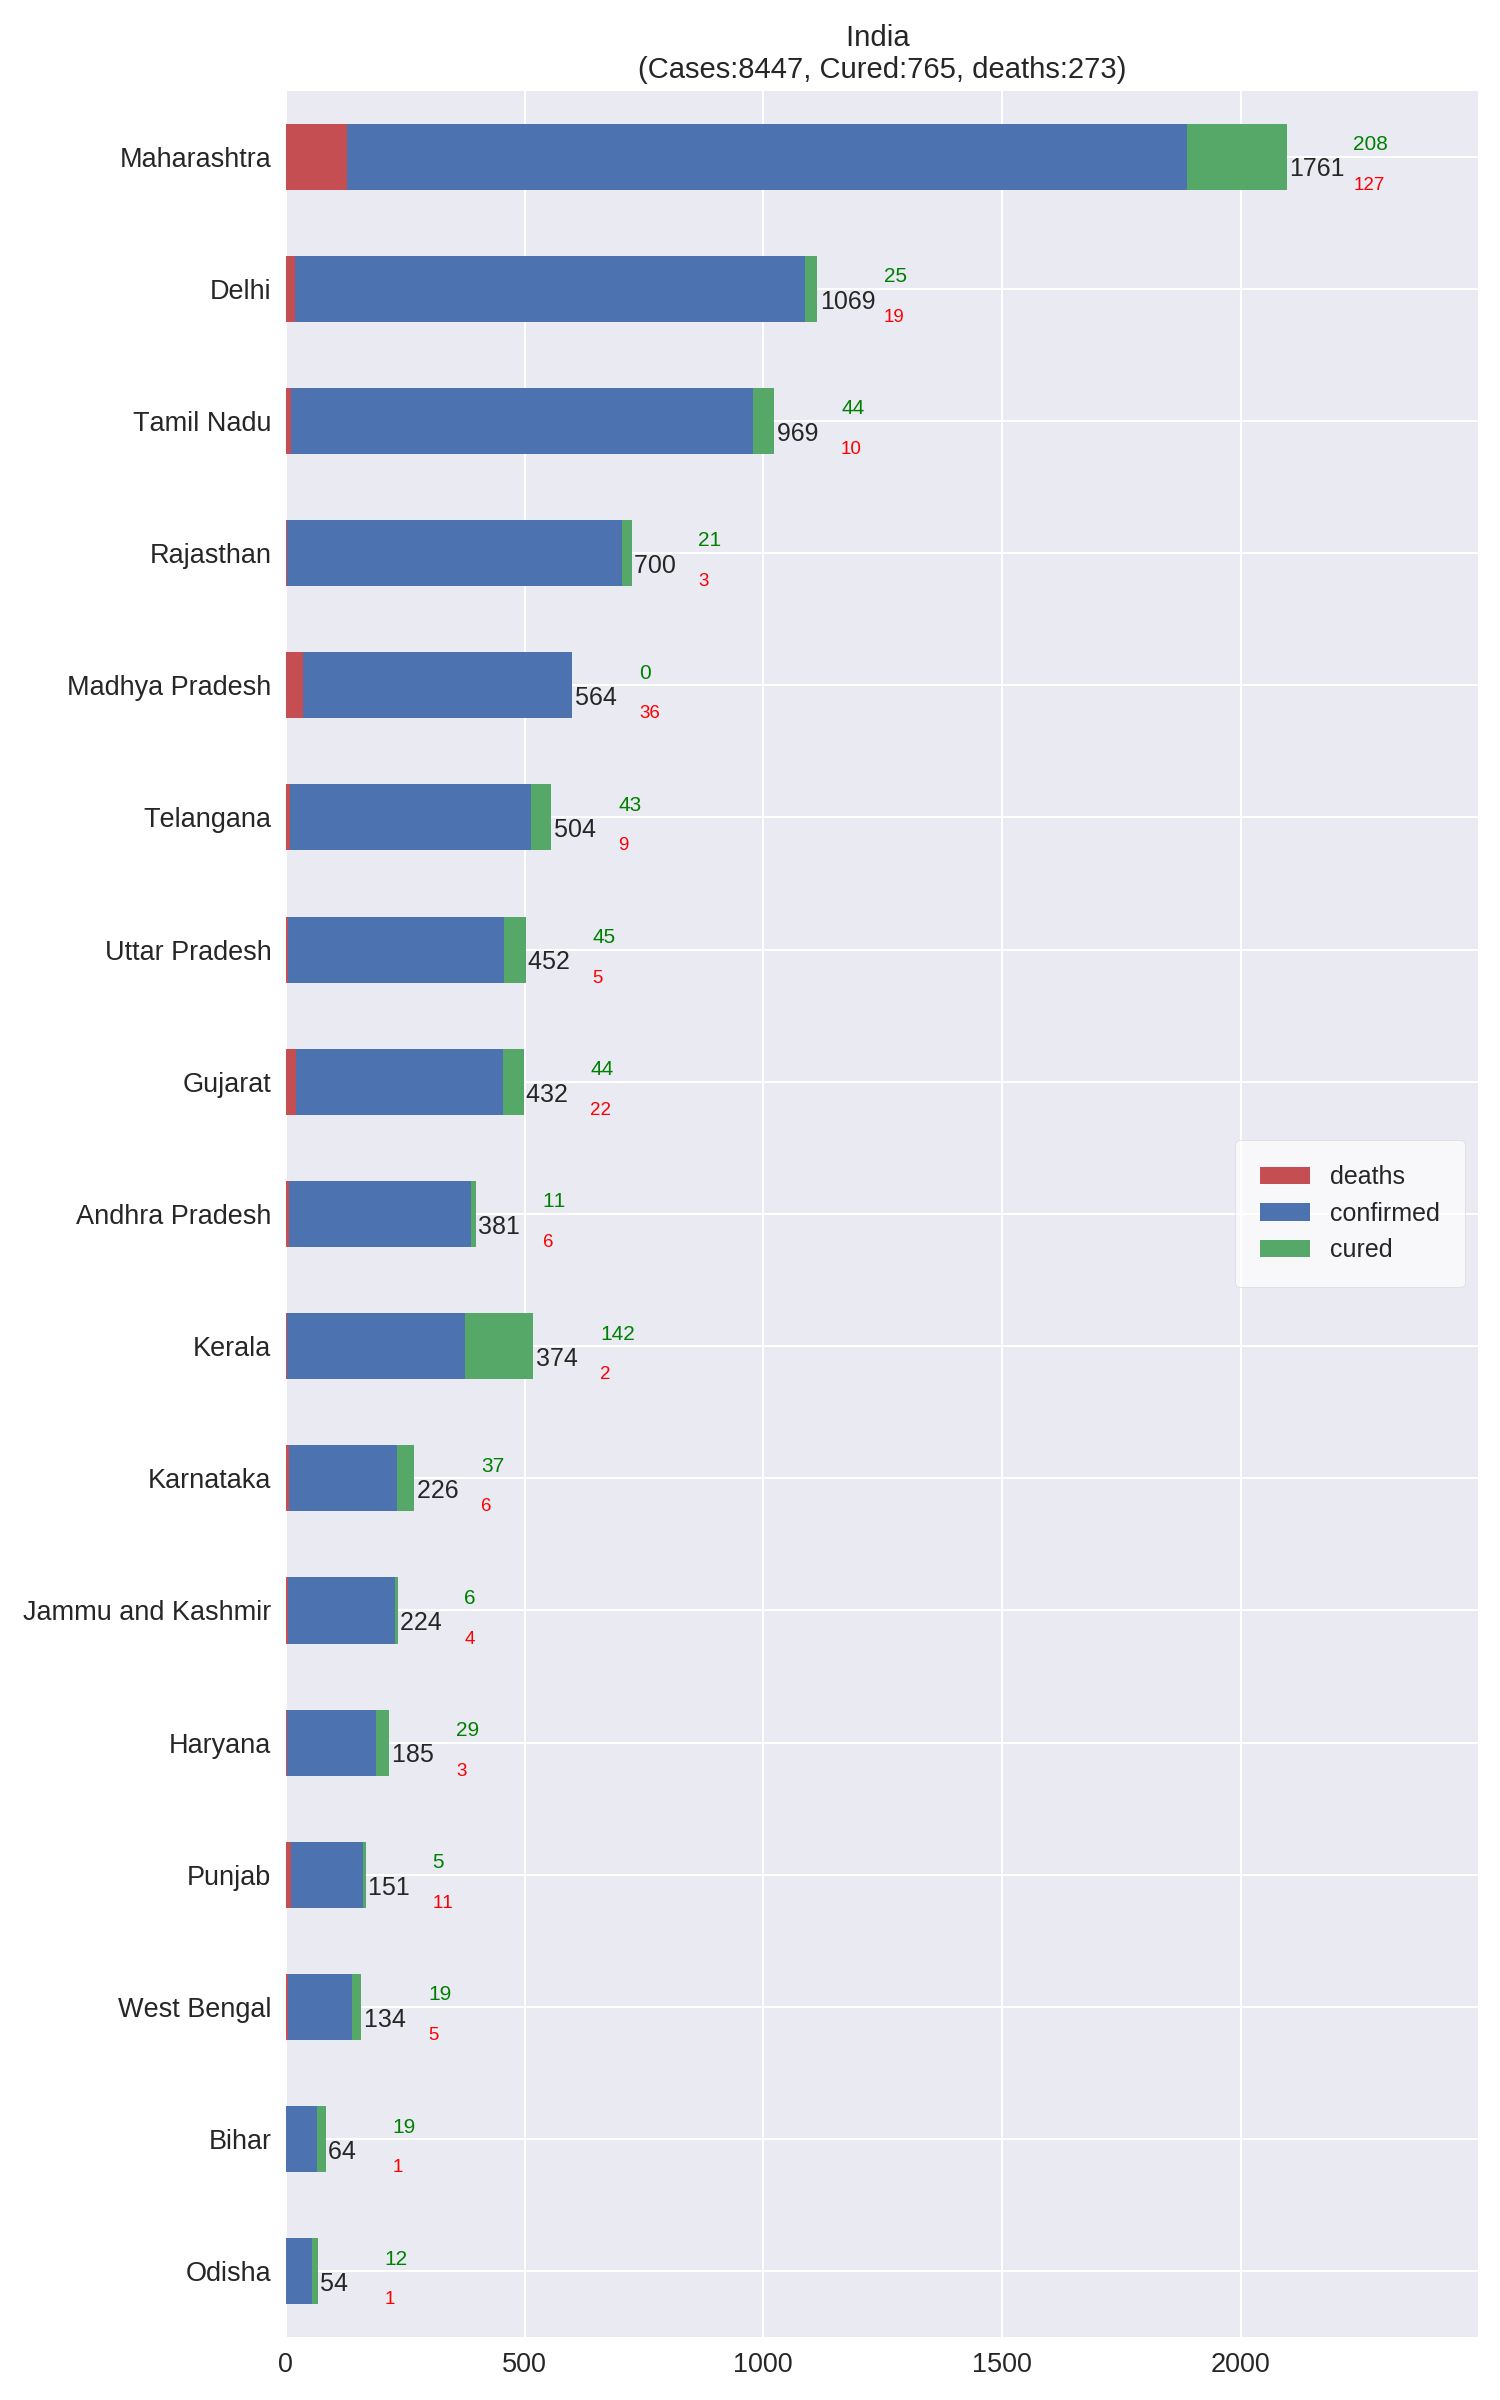 India
(Cases:8447, Cured:765, deaths:273)
Maharashtra
208
1761
127
Delhi
25
1069
19
Tamil Nadu
44
969
10
Rajasthan
21
700
3
Madhya Pradesh
0
564
36
Telangana
43
504
9
Uttar Pradesh
45
452
5
Gujarat
44
432
22
Andhra Pradesh
11
381
6
deaths
confirmed
cured
Kerala
142
374
2
Karnataka
37
226
6
Jammu and Kashmir
6
224
4
Haryana
29
185
3
Punjab
5
151
11
West Bengal
19
134
5
Bihar
19
64
1
Odisha
12
54
1
0 500 1000 1500 2000